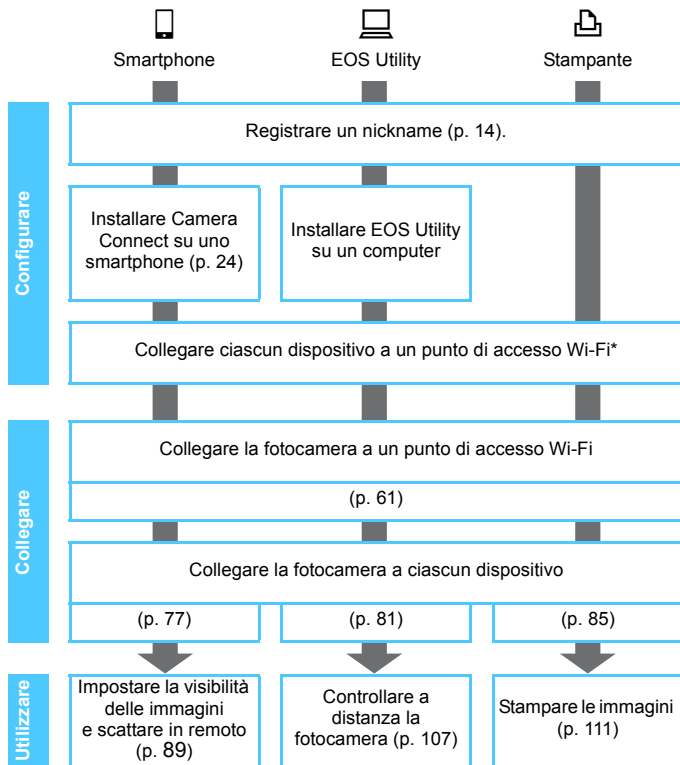 Smartphone
EOS Utility
Stampante
Configurare
Registrare un nickname (p. 14).
Installare Camera
Connect su uno
smartphone (p. 24)
Installare EOS Utility
su un computer
Collegare ciascun dispositivo a un punto di accesso Wi-Fi*
Collegare
Collegare la fotocamera a un punto di accesso Wi-Fi
(p. 61)
Collegare la fotocamera a ciascun dispositivo
(p. 77)
(p. 81)
(p. 85)
Utilizzare
Impostare la visibilità
delle immagini
e scattare in remoto
(p. 89)
Controllare a
distanza la
fotocamera (p. 107)
Stampare le immagini
(p. 111)